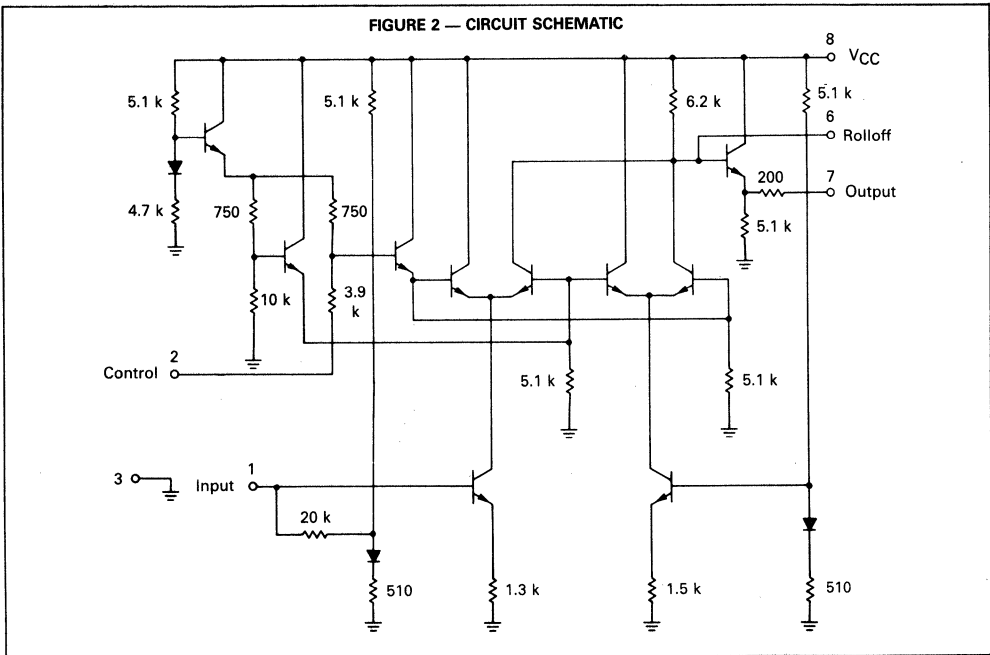 FIGURE 2 — CIRCUIT SCHEMATIC
8
VCC
5.1 k
5.1 k
6.2 k
5.1 k
6
Rolloff
200
7
Output
4.7 k
750
750
5.1 k
10 k
3.9
k
2
Control
5.1 k
5.1 k
3
1
Input
20 k
510
1.3 k
1.5 k
510